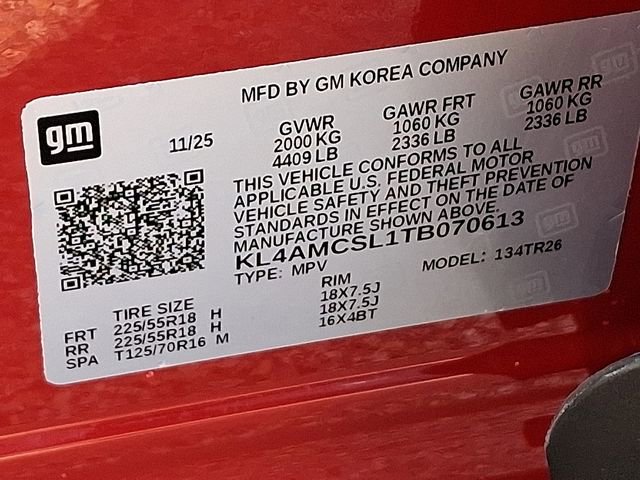 MFD BY GM KOREA COMPANY
gm
11/25
GVWR
2000 KG
4409 LB
GAWR FRT
1060 KG
2336 LB
GAWR RR
1060 KG
2336 LB
THIS VEHICLE CONFORMS TO ALL
APPLICABLE U.S. FEDERAL MOTOR
VEHICLE SAFETY AND THEFT PREVENTION
STANDARDS IN EFFECT ON THE DATE OF
MANUFACTURE SHOWN ABOVE.
KL4AMCSL1TB070613
TYPE: MPV
MODEL: 134TR26
TIRE SIZE
RIM
FRT 225/55R18 H 18X7.5J
RR 225/55R18 H 18X7.5J
SPA T125/70R16 M 16X4BT